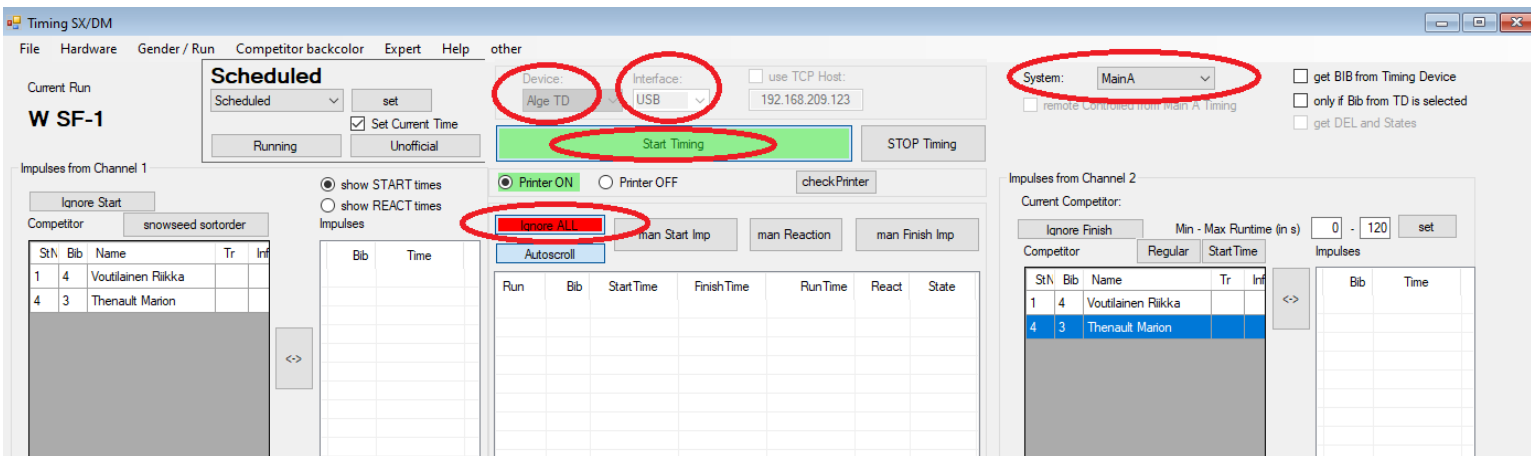 Timing SX/DM
File Hardware Gender / Run Competitor backcolor Expert Help other
Current Run
W SF-1
Scheduled
Scheduled set
Set Current Time
Running Unofficial
Device: Interface: use TCP Host:
Alge TD USB 192.168.209.123
Start Timing STOP Timing
System: MainA
remote Controlled from Main A Timing
get BIB from Timing Device
only if Bib from TD is selected
get DEL and States
Impulses from Channel 1
Ignore Start
Competitor snowseed sortorder
show START times
show REACT times
Impulses
StN Bib Name Tr Inf
1 4 Voutilainen Riikka
4 3 Thenault Marion
<->
Bib Time
Printer ON Printer OFF check Printer
Ignore ALL man Start Imp man Reaction man Finish Imp
Autoscroll
Run Bib StartTime FinishTime RunTime React State
Impulses from Channel 2
Current Competitor:
Ignore Finish Min - Max Runtime (in s) 0 - 120 set
Competitor Regular StartTime Impulses
StN Bib Name Tr Inf
1 4 Voutilainen Riikka
4 3 Thenault Marion
<->
Bib Time